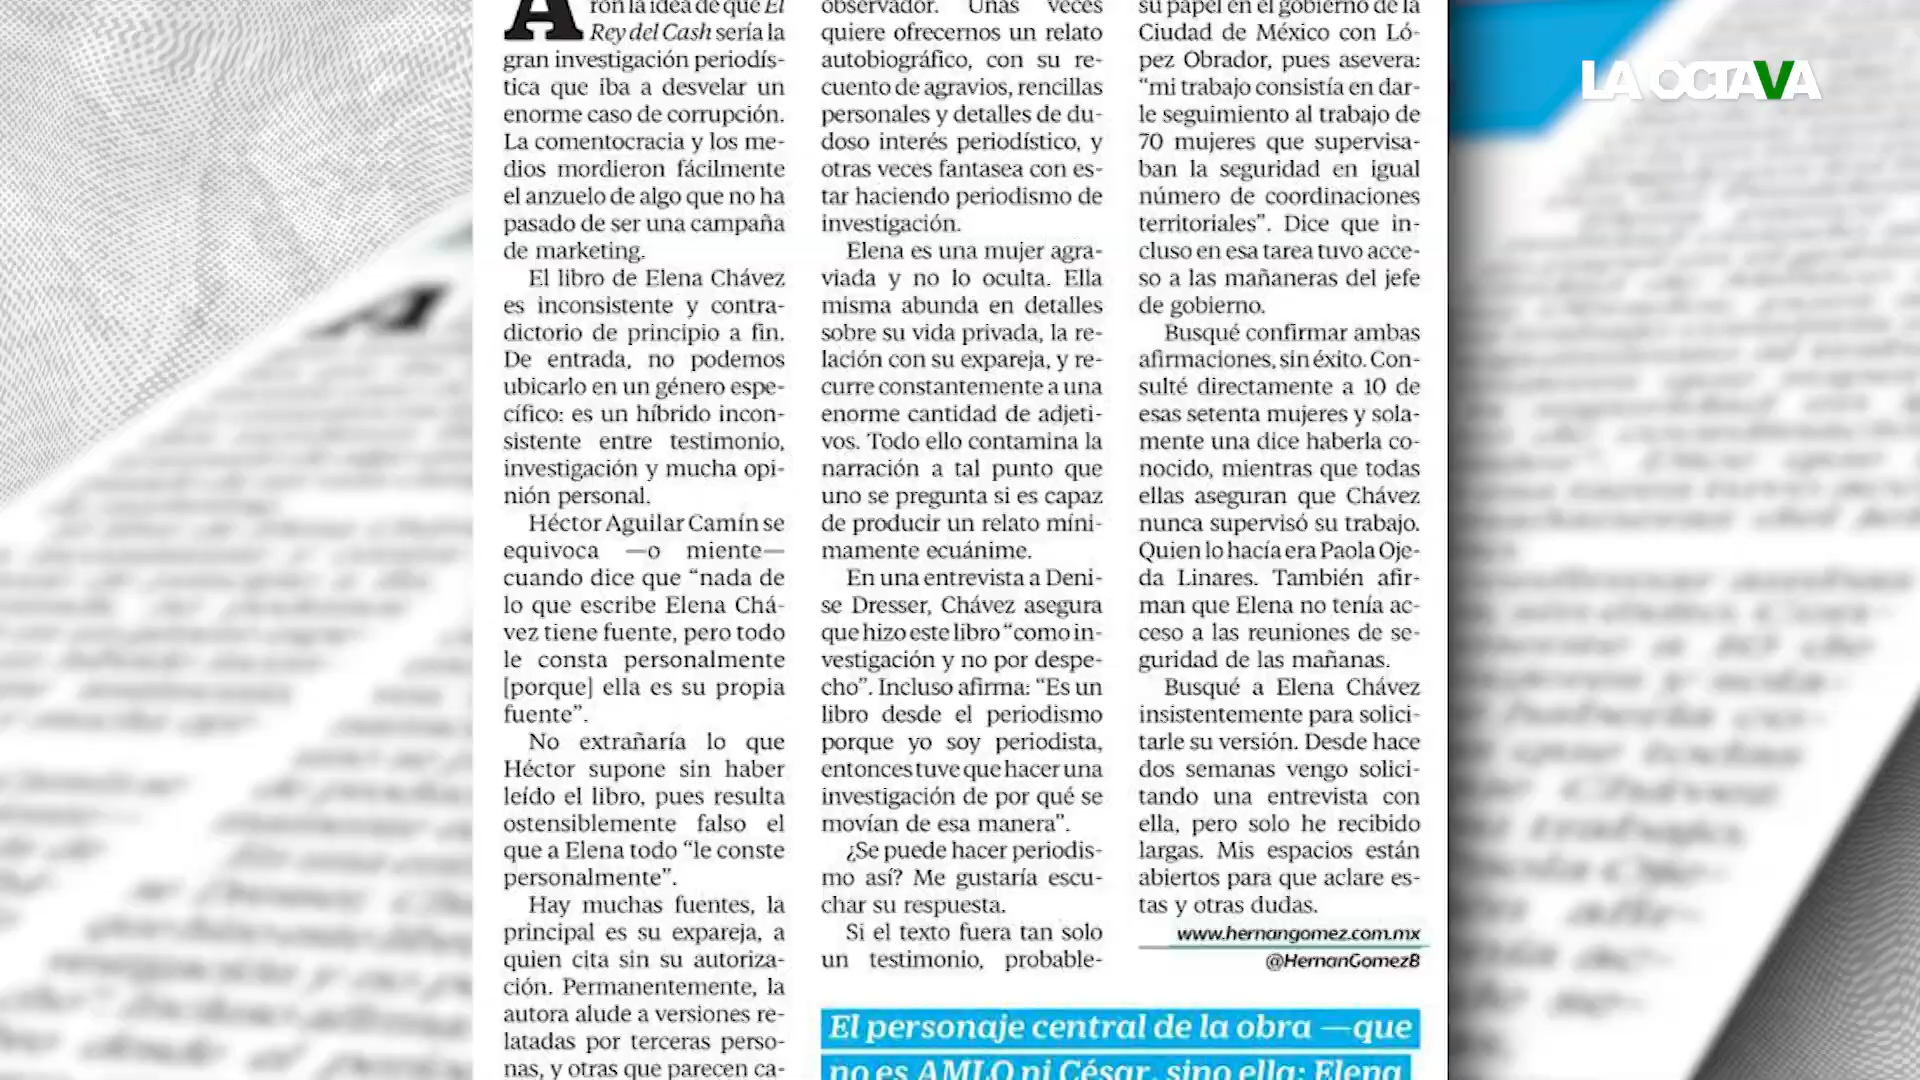 A ron la idea de que El
Rey del Cash sería la
gran investigación periodís-
tica que iba a desvelar un
enorme caso de corrupción.
La comentocracia y los me-
dios mordieron fácilmente
el anzuelo de algo que no ha
pasado de ser una campaña
de marketing.
El libro de Elena Chávez
es inconsistente y contra-
dictorio de principio a fin.
De entrada, no podemos
ubicarlo en un género espe-
cífico: es un híbrido incon-
sistente entre testimonio,
investigación y mucha opi-
nión personal.
Héctor Aguilar Camín se
equivoca —o miente—
cuando dice que “nada de
lo que escribe Elena Chá-
vez tiene fuente, pero todo
le consta personalmente
[porque] ella es su propia
fuente”.
No extrañaría lo que
Héctor supone sin haber
leído el libro, pues resulta
ostensiblemente falso el
que a Elena todo “le conste
personalmente”.
Hay muchas fuentes, la
principal es su expareja, a
quien cita sin su autoriza-
ción. Permanentemente, la
autora alude a versiones re-
latadas por terceras perso-
nas, y otras que parecen ca-
observador. Unas veces
quiere ofrecernos un relato
autobiográfico, con su re-
cuento de agravios, rencillas
personales y detalles de du-
doso interés periodístico, y
otras veces fantasea con es-
tar haciendo periodismo de
investigación.
Elena es una mujer agra-
viada y no lo oculta. Ella
misma abunda en detalles
sobre su vida privada, la re-
lación con su expareja, y re-
curre constantemente a una
enorme cantidad de adjeti-
vos. Todo ello contamina la
narración a tal punto que
uno se pregunta si es capaz
de producir un relato míni-
mamente ecuánime.
En una entrevista a Deni-
se Dresser, Chávez asegura
que hizo este libro “como in-
vestigación y no por despe-
cho”. Incluso afirma: “Es un
libro desde el periodismo
porque yo soy periodista,
entonces tuve que hacer una
investigación de por qué se
movían de esa manera”.
¿Se puede hacer periodis-
mo así? Me gustaría escu-
char su respuesta.
Si el texto fuera tan solo
un testimonio, probable-
su papel en el gobierno de la
Ciudad de México con Ló-
pez Obrador, pues asevera:
“mi trabajo consistía en dar-
le seguimiento al trabajo de
70 mujeres que supervisa-
ban la seguridad en igual
número de coordinaciones
territoriales”. Dice que in-
cluso en esa tarea tuvo acce-
so a las mañaneras del jefe
de gobierno.
Busqué confirmar ambas
afirmaciones, sin éxito. Con-
sulté directamente a 10 de
esas setenta mujeres y sola-
mente una dice haberla co-
nocido, mientras que todas
ellas aseguran que Chávez
nunca supervisó su trabajo.
Quien lo hacía era Paola Oje-
da Linares. También afir-
man que Elena no tenía ac-
ceso a las reuniones de se-
guridad de las mañanas.
Busqué a Elena Chávez
insistentemente para solici-
tarle su versión. Desde hace
dos semanas vengo solici-
tando una entrevista con
ella, pero solo he recibido
largas. Mis espacios están
abiertos para que aclare es-
tas y otras dudas.
www.hernangomez.com.mx
@HernanGomezB
El personaje central de la obra —que
no es AMLO ni César, sino ella: Elena
LA OCTAVA